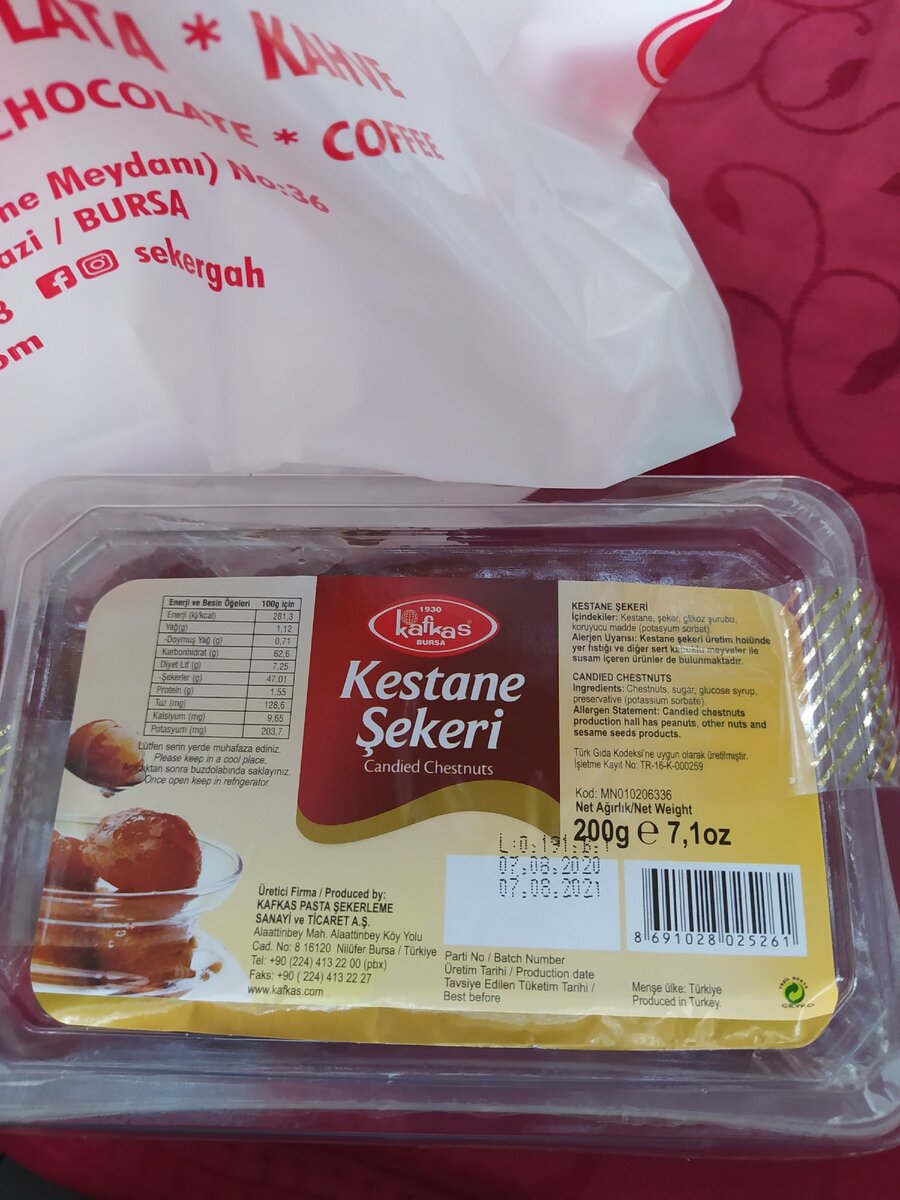 LATA * KAHVE
CHOCOLATE * COFFEE
Meydanı) No:36
/ BURSA
sekergah
Enerji ve Besin Öğeleri 100g için
Enerji (kj/kcal) 281,3
Yağ(g) 1,12
-Doymuş Yağ (g) 0,71
Karbonhidrat (g) 62,6
Diyet Lif (g) 7,25
-Şekerler (g) 47,01
Protein (g) 1,55
Tuz (mg) 128,6
Kalsiyum (mg) 9,65
Potasyum (mg) 203,7
Lütfen serin yerde muhafaza ediniz.
Please keep in a cool place.
Açıldıktan sonra buzdolabında saklayınız.
Once open keep in refrigerator.
1930
kafkas®
BURSA
Kestane
Şekeri
Candied Chestnuts
KESTANE ŞEKERİ
İçindekiler: Kestane, şeker, glikoz şurubu,
koruyucu madde (potasyum sorbet).
Alerjen Uyarısı: Kestane şekeri üretim holünde
yer fıstığı ve diğer sert kabuklu meyveler ile
susam içeren ürünler de bulunmaktadır.
CANDIED CHESTNUTS
Ingredients: Chestnuts, sugar, glucose syrup,
preservative (potassium sorbate).
Allergen Statement: Candied chestnuts
production hall has peanuts, other nuts and
sesame seeds products.
Türk Gıda Kodeksi'ne uygun olarak üretilmiştir.
İşletme Kayıt No: TR-16-K-000259
Kod: MN010206336
Net Ağırlık/Net Weight
200g ℮ 7,1oz
07.08.2020
07.08.2021
8 691028 025261
Üretici Firma / Produced by:
KAFKAS PASTA ŞEKERLEME
SANAYİ ve TİCARET A.Ş.
Alaattinbey Mah. Alaattinbey Köy Yolu
Cad. No: 8 16120 Nilüfer Bursa / Türkiye
Tel: +90 (224) 413 22 00 (pbx)
Faks: +90 ( 224) 413 22 27
www.kafkas.com
Parti No / Batch Number
Üretim Tarihi / Production date
Tavsiye Edilen Tüketim Tarihi /
Best before
Menşe ülke: Türkiye
Produced in Turkey.
ÇEVKO